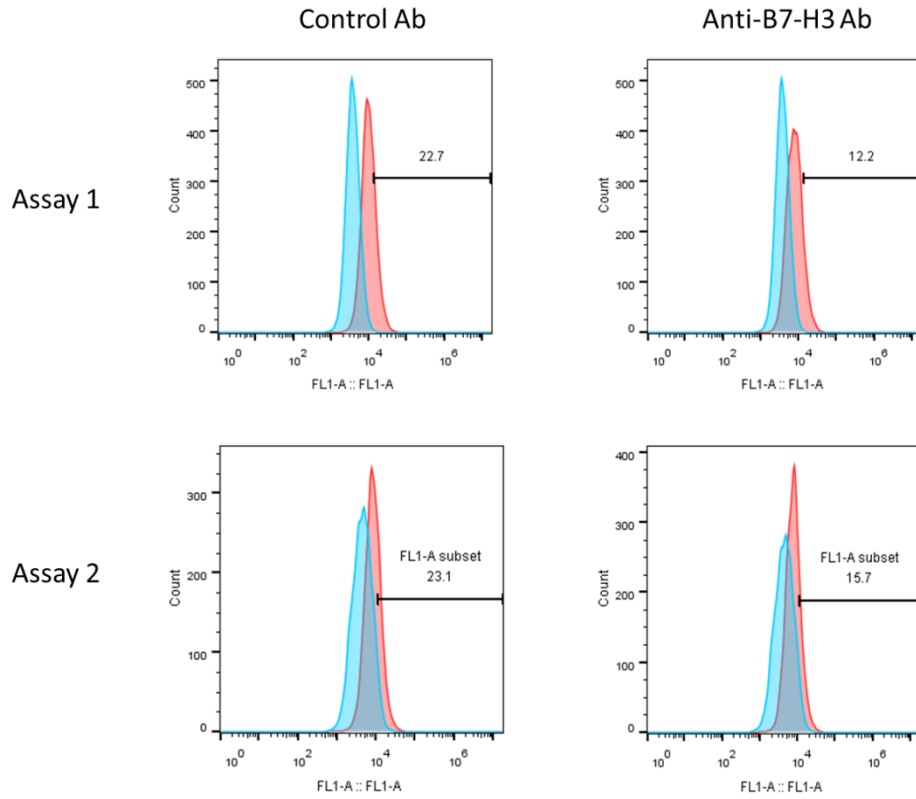 Control Ab
Anti-B7-H3 Ab
Assay 1
500
400
300
200
100
0
Count
22.7
10^0
10^2
10^4
10^6
FL1-A :: FL1-A
500
400
300
200
100
0
Count
12.2
10^0
10^2
10^4
10^6
FL1-A :: FL1-A
Assay 2
300
200
100
0
Count
FL1-A subset
23.1
10^0
10^2
10^4
10^6
FL1-A :: FL1-A
400
300
200
100
0
Count
FL1-A subset
15.7
10^0
10^2
10^4
10^6
FL1-A :: FL1-A